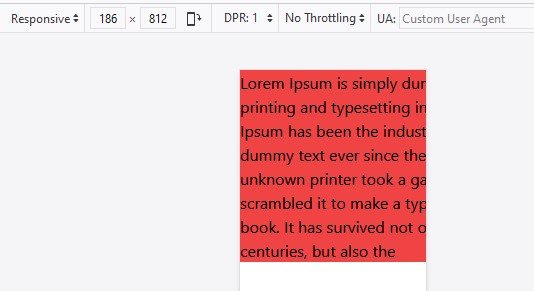 Responsive 186 × 812 DPR: 1 No Throttling UA: Custom User Agent
Lorem Ipsum is simply dur
printing and typesetting in
Ipsum has been the indust
dummy text ever since the
unknown printer took a ga
scrambled it to make a typ
book. It has survived not o
centuries, but also the